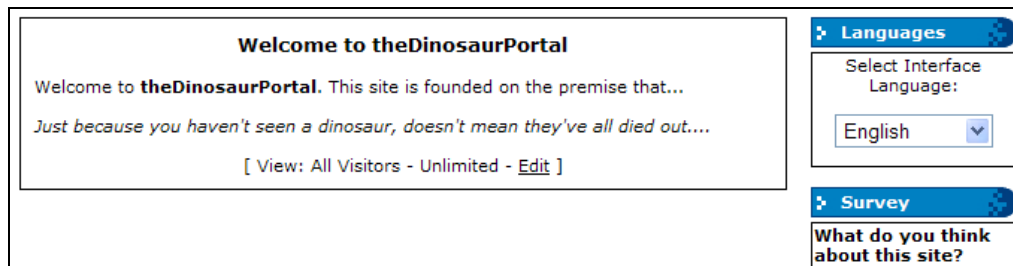 Welcome to theDinosaurPortal
Welcome to theDinosaurPortal. This site is founded on the premise that...
Just because you haven't seen a dinosaur, doesn't mean they've all died out....
[ View: All Visitors - Unlimited - Edit ]
Languages
Select Interface
Language:
English
Survey
What do you think
about this site?